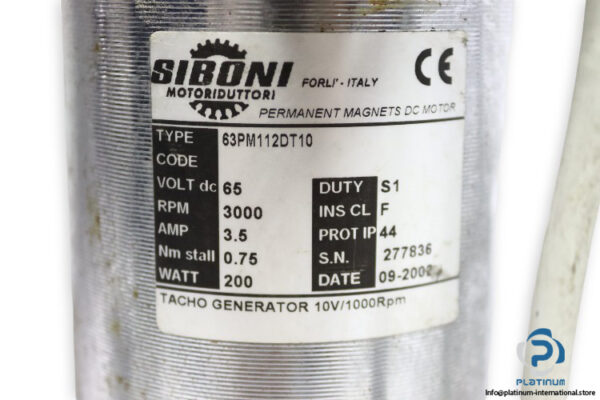 SIBONI
MOTORIDUTTORI
FORLI' - ITALY
CE
PERMANENT MAGNETS DC MOTOR
TYPE 63PM112DT10
CODE
VOLT dc 65 DUTY S1
RPM 3000 INS CL F
AMP 3.5 PROT IP 44
Nm stall 0.75 S.N. 277836
WATT 200 DATE 09-2002
TACHO GENERATOR 10V/1000Rpm
PLATINUM
Info@platinum-international.store